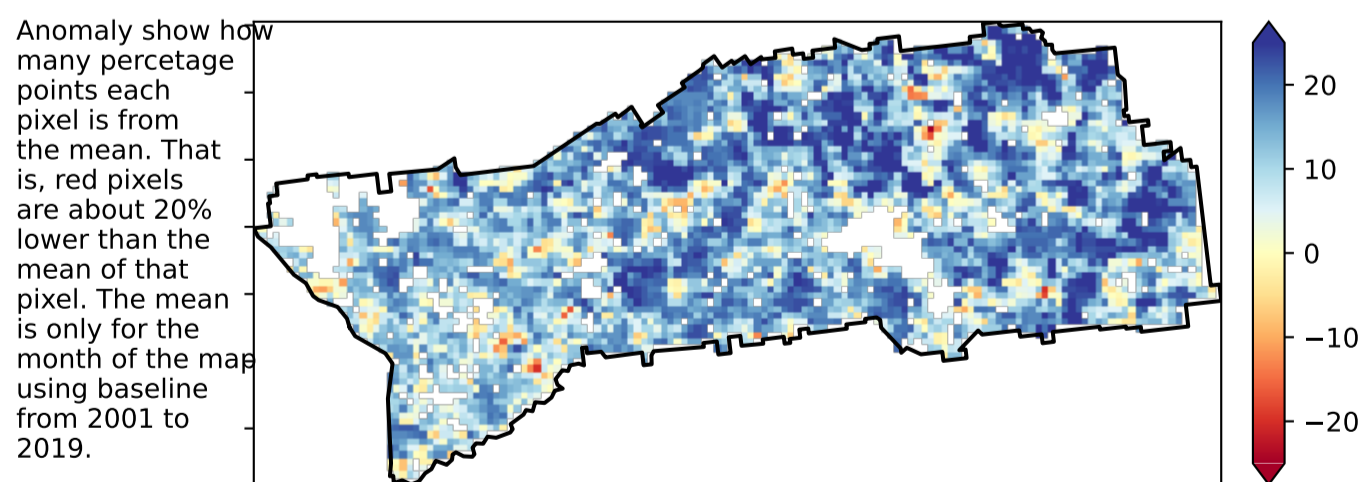 Anomaly show how
many percetage
points each
pixel is from
the mean. That
is, red pixels
are about 20%
lower than the
mean of that
pixel. The mean
is only for the
month of the map
using baseline
from 2001 to
2019.
20
10
0
−10
−20